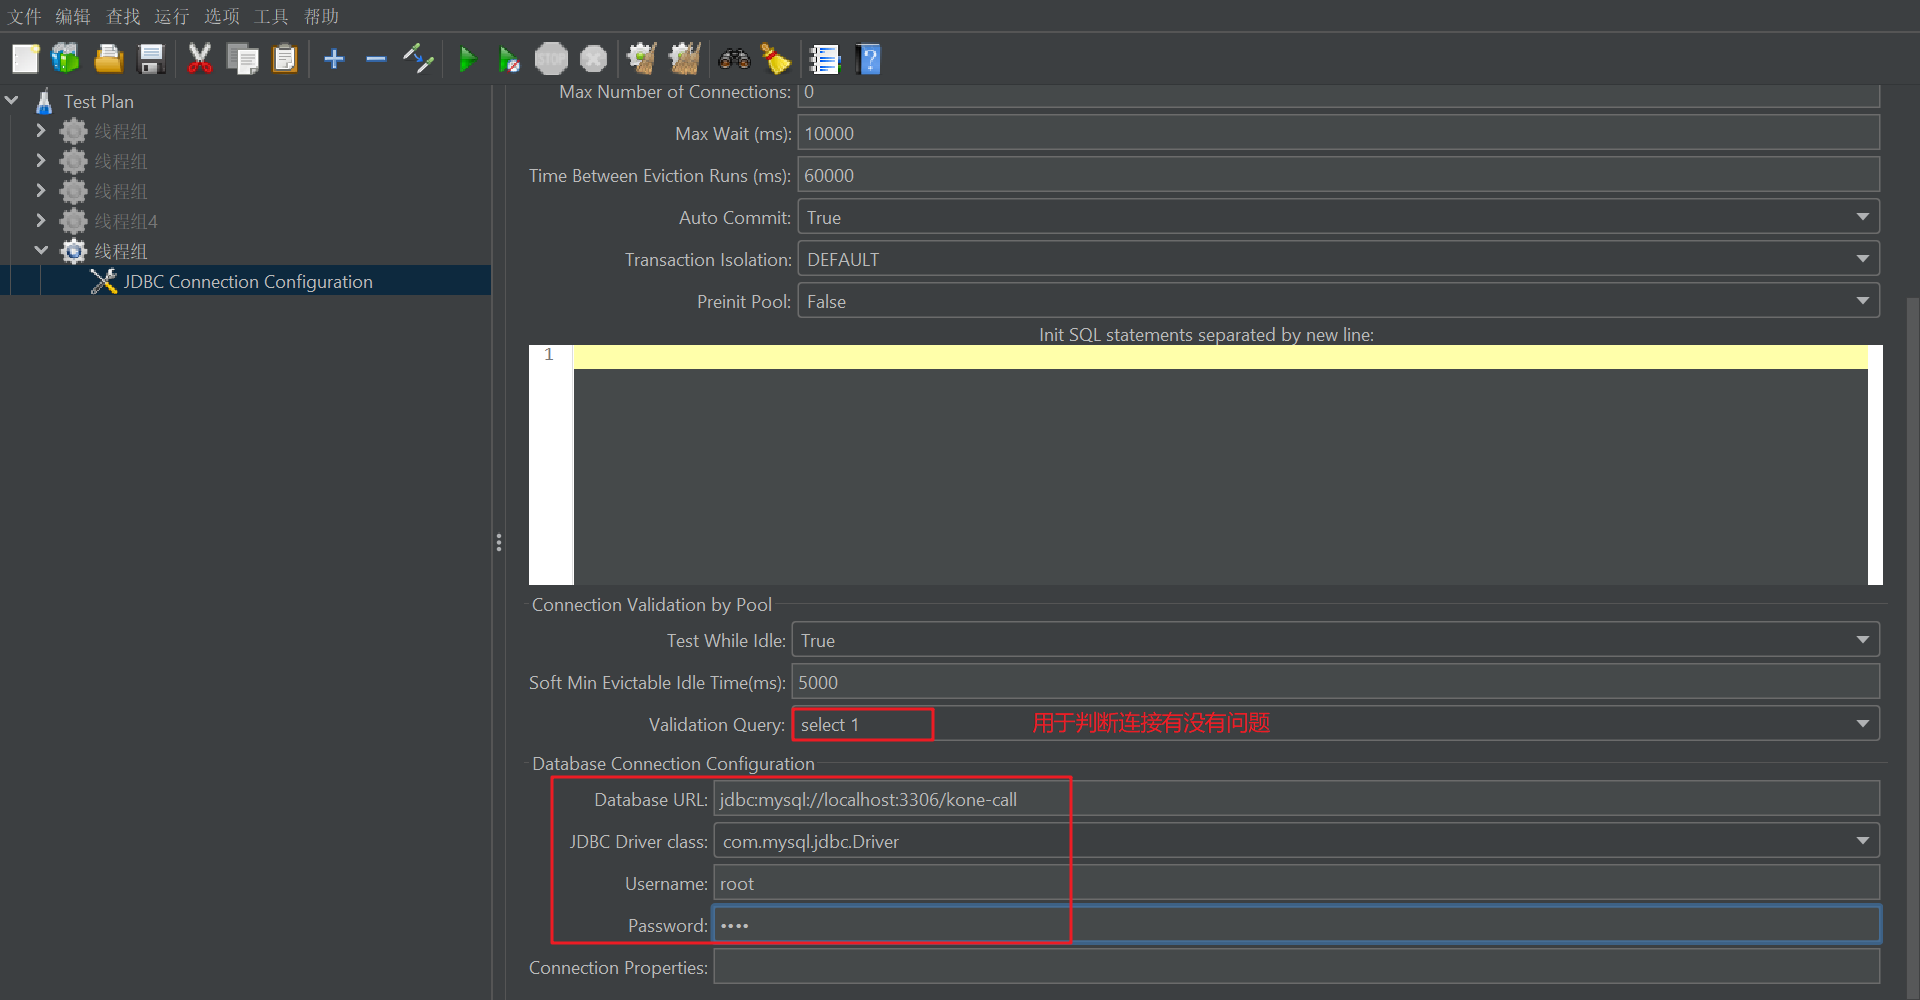 文件 编辑 查找 运行 选项 工具 帮助
STOP
Test Plan
线程组
线程组
线程组
线程组4
线程组
JDBC Connection Configuration
Max Number of Connections: 0
Max Wait (ms): 10000
Time Between Eviction Runs (ms): 60000
Auto Commit: True
Transaction Isolation: DEFAULT
Preinit Pool: False
Init SQL statements separated by new line:
1
Connection Validation by Pool
Test While Idle: True
Soft Min Evictable Idle Time(ms): 5000
Validation Query: select 1 用于判断连接有没有问题
Database Connection Configuration
Database URL: jdbc:mysql://localhost:3306/kone-call
JDBC Driver class: com.mysql.jdbc.Driver
Username: root
Password: ••••
Connection Properties: